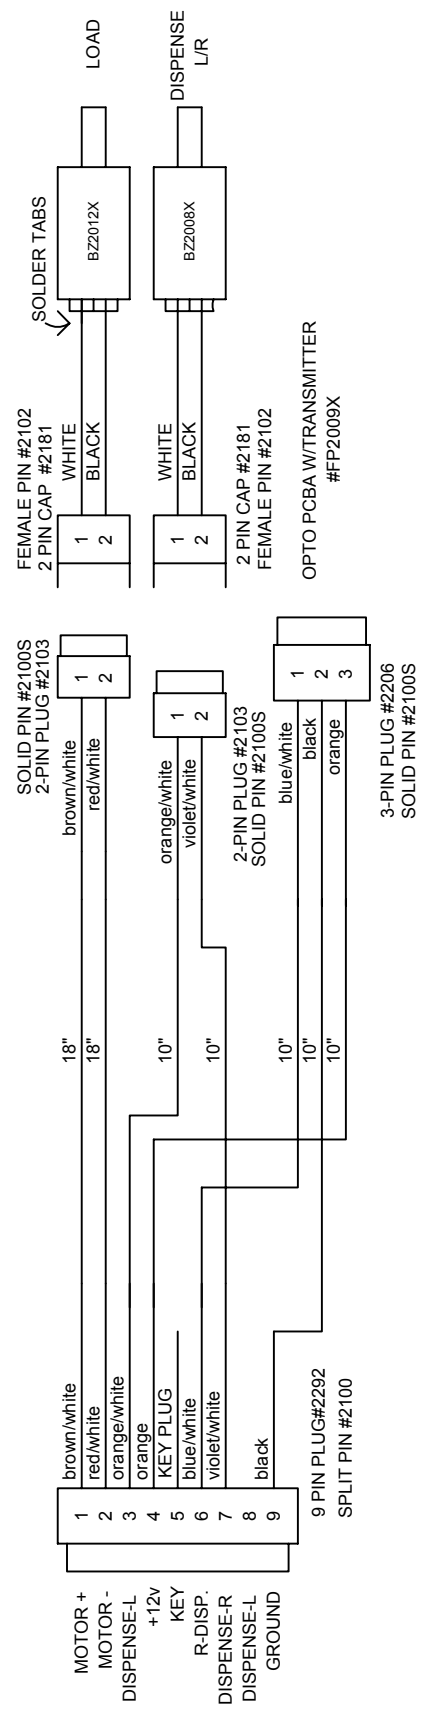 LOAD
DISPENSE
L/R
BZ2012X
BZ2008X
SOLDER TABS
FEMALE PIN #2102
2 PIN CAP #2181
WHITE
BLACK
WHITE
BLACK
2 PIN CAP #2181
FEMALE PIN #2102
OPTO PCBA W/TRANSMITTER
#FP2009X
1
2
1
2
SOLID PIN #2100S
2-PIN PLUG #2103
1
2
brown/white
red/white
1
2
orange/white
violet/white
2-PIN PLUG #2103
SOLID PIN #2100S
1
2
3
blue/white
black
orange
3-PIN PLUG #2206
SOLID PIN #2100S
18"
18"
10"
10"
10"
10"
10"
brown/white
red/white
orange/white
orange
KEY PLUG
blue/white
violet/white
black
9 PIN PLUG#2292
SPLIT PIN #2100
1
2
3
4
5
6
7
8
9
MOTOR +
MOTOR -
DISPENSE-L
+12v
KEY
R-DISP.
DISPENSE-R
DISPENSE-L
GROUND